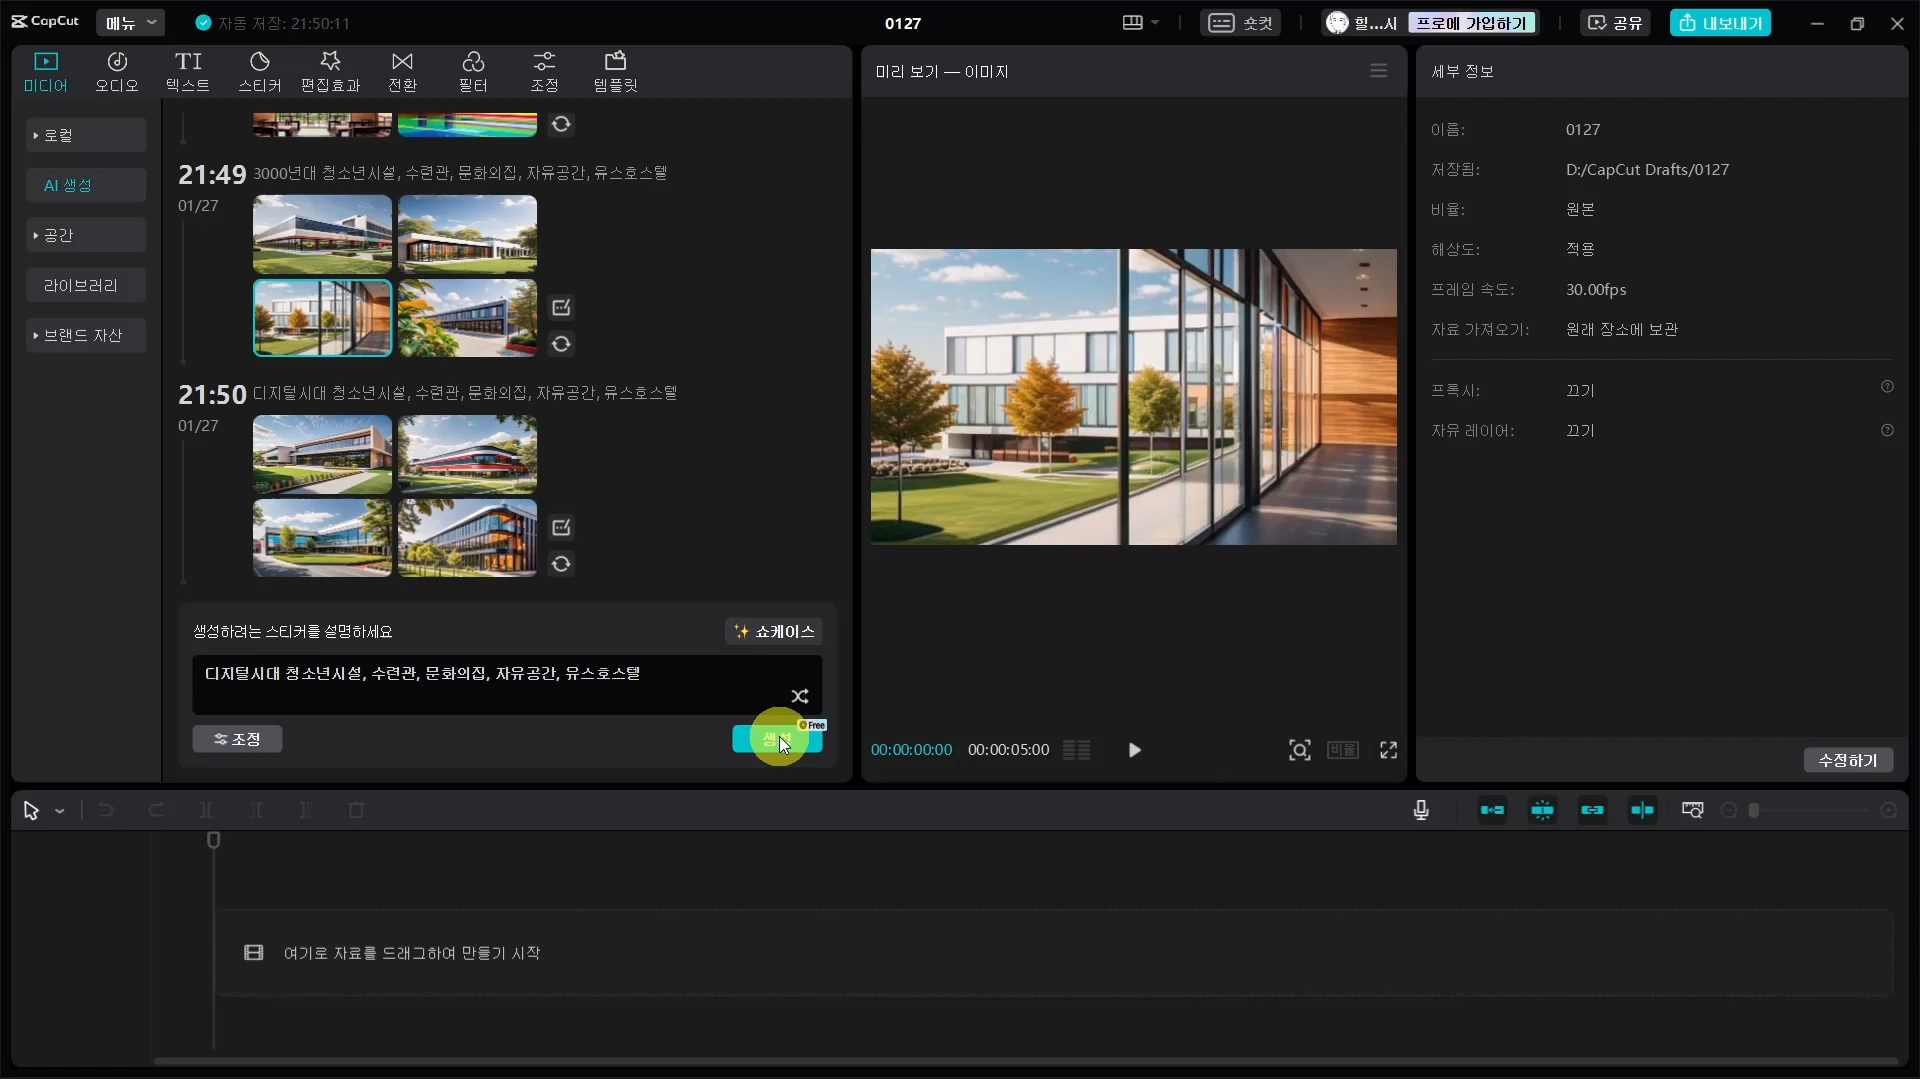 CapCut
메뉴
자동 저장: 21:50:11
0127
숏컷
힐...시
프로에 가입하기
공유
내보내기
미디어
오디오
텍스트
스티커
편집효과
전환
필터
조정
템플릿
로컬
AI 생성
공간
라이브러리
브랜드 자산
21:49
3000년대 청소년시설, 수련관, 문화의집, 자유공간, 유스호스텔
01/27
21:50
디지털시대 청소년시설, 수련관, 문화의집, 자유공간, 유스호스텔
01/27
생성하려는 스티커를 설명하세요
쇼케이스
디지털시대 청소년시설, 수련관, 문화의집, 자유공간, 유스호스텔
조정
Free
생성
미리 보기 — 이미지
00:00:00:00
00:00:05:00
비율
세부 정보
이름:
0127
저장됨:
D:/CapCut Drafts/0127
비율:
원본
해상도:
적용
프레임 속도:
30.00fps
자료 가져오기:
원래 장소에 보관
프록시:
끄기
자유 레이어:
끄기
수정하기
여기로 자료를 드래그하여 만들기 시작